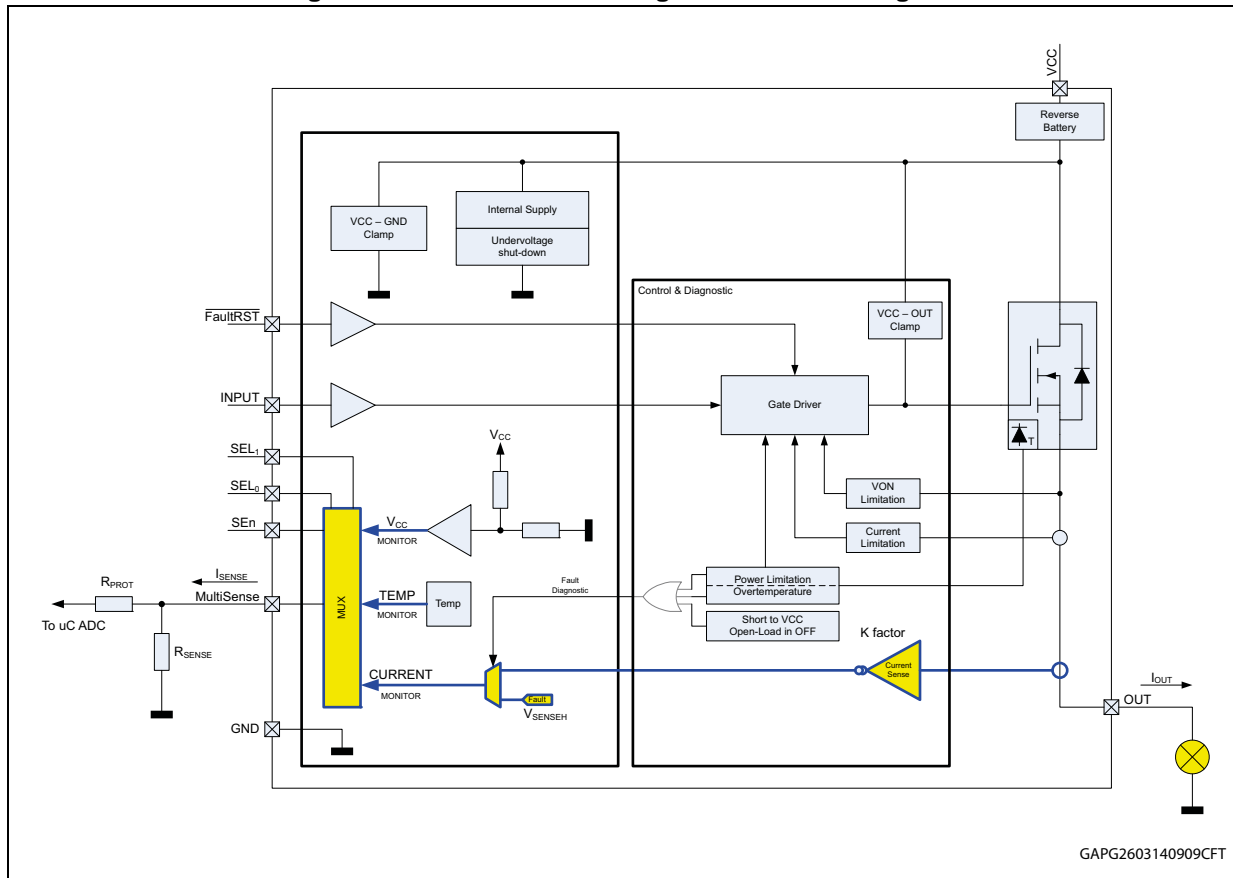 VCC
Reverse
Battery
VCC – GND
Clamp
Internal Supply
Undervoltage
shut-down
Control & Diagnostic
VCC – OUT
Clamp
FaultRST
INPUT
Gate Driver
T
SEL1
SEL0
SEn
VCC
VCC
MONITOR
VON
Limitation
Current
Limitation
RPROT
ISENSE
MultiSense
To uC ADC
RSENSE
MUX
TEMP
MONITOR
Temp
Fault
Diagnostic
Power Limitation
Overtemperature
Short to VCC
Open-Load in OFF
K factor
Current
Sense
CURRENT
MONITOR
Fault
VSENSEH
GND
IOUT
OUT
GAPG2603140909CFT